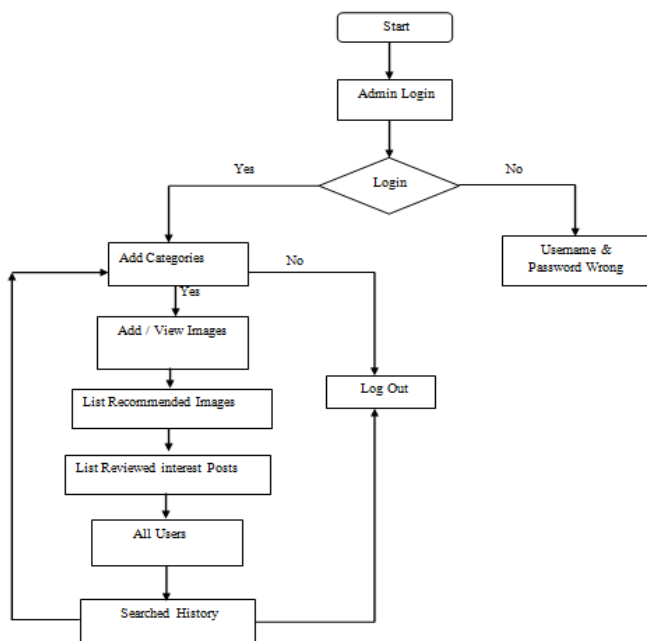 Start
Admin Login
Yes
Login
No
Add Categories
No
Username &
Password Wrong
Yes
Add / View Images
Log Out
List Recommended Images
List Reviewed interest Posts
All Users
Searched History